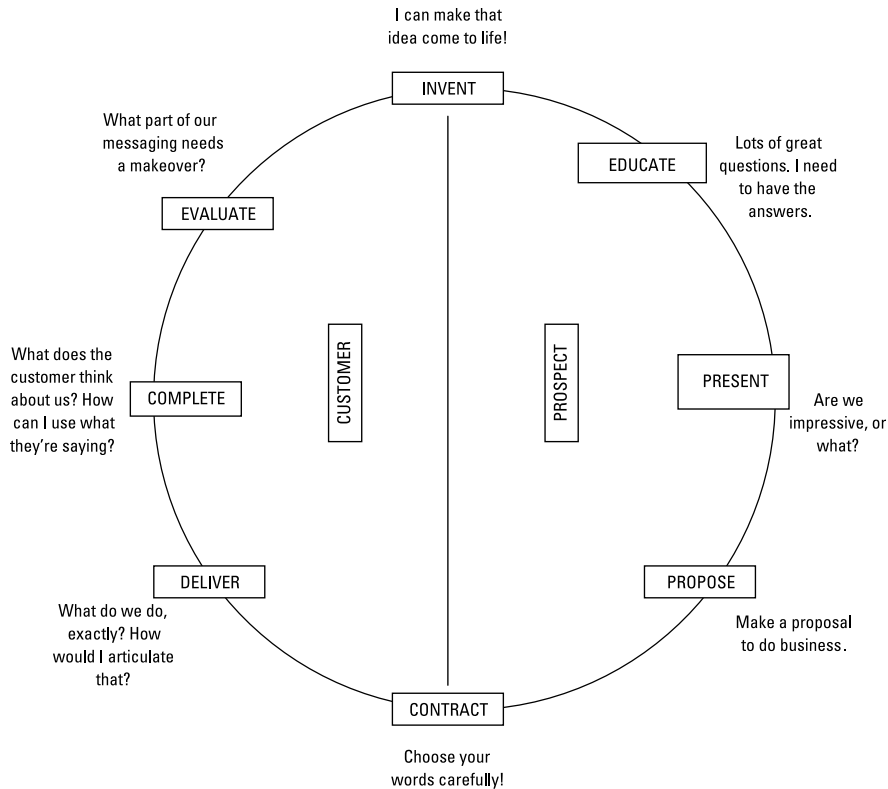 I can make that
idea come to life!
INVENT
What part of our
messaging needs
a makeover?
EVALUATE
EDUCATE
Lots of great
questions. I need
to have the
answers.
What does the
customer think
about us? How
can I use what
they're saying?
COMPLETE
CUSTOMER
PROSPECT
PRESENT
Are we
impressive, or
what?
DELIVER
What do we do,
exactly? How
would I articulate
that?
PROPOSE
Make a proposal
to do business.
CONTRACT
Choose your
words carefully!